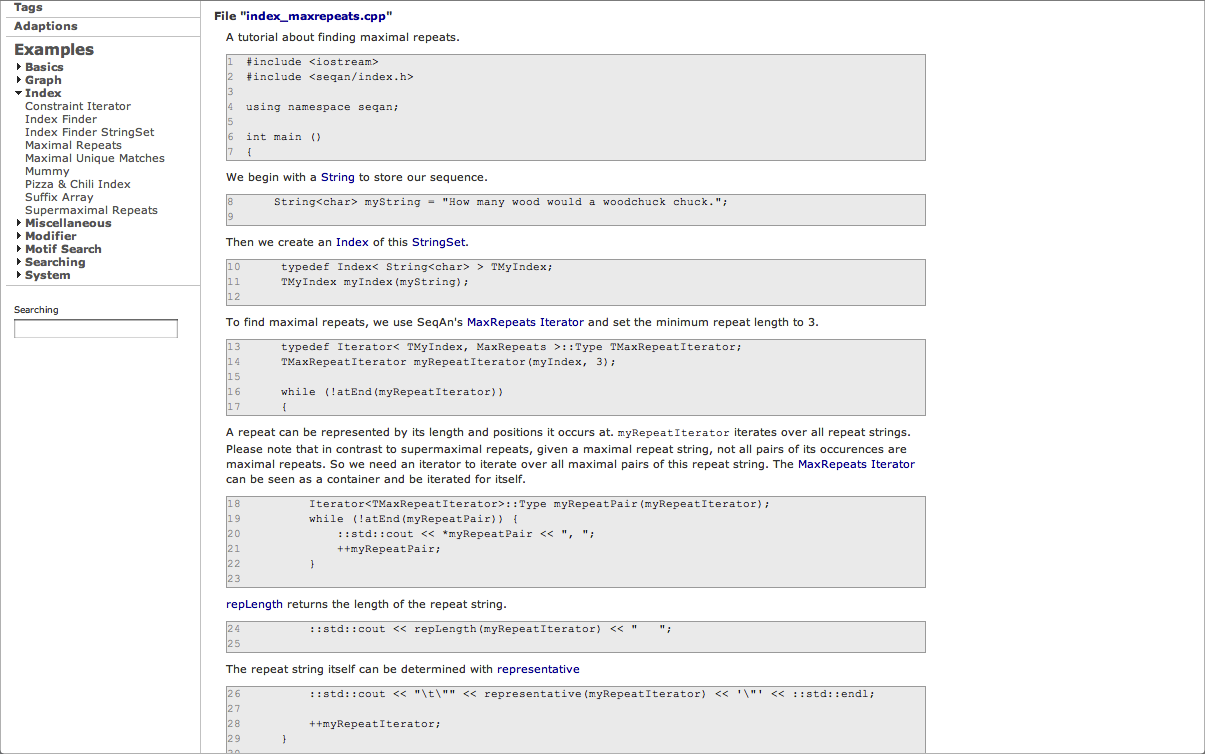 Tags
Adaptions
Examples
Basics
Graph
Index
Constraint Iterator
Index Finder
Index Finder StringSet
Maximal Repeats
Maximal Unique Matches
Mummy
Pizza & Chili Index
Suffix Array
Supermaximal Repeats
Miscellaneous
Modifier
Motif Search
Searching
System
Searching
File "index_maxrepeats.cpp"
A tutorial about finding maximal repeats.
1 #include <iostream>
2 #include <seqan/index.h>
3
4 using namespace seqan;
5
6 int main ()
7 {
We begin with a String to store our sequence.
8     String<char> myString = "How many wood would a woodchuck chuck.";
9
Then we create an Index of this StringSet.
10     typedef Index< String<char> > TMyIndex;
11     TMyIndex myIndex(myString);
12
To find maximal repeats, we use SeqAn's MaxRepeats Iterator and set the minimum repeat length to 3.
13     typedef Iterator< TMyIndex, MaxRepeats >::Type TMaxRepeatIterator;
14     TMaxRepeatIterator myRepeatIterator(myIndex, 3);
15
16     while (!atEnd(myRepeatIterator))
17     {
A repeat can be represented by its length and positions it occurs at. myRepeatIterator iterates over all repeat strings.
Please note that in contrast to supermaximal repeats, given a maximal repeat string, not all pairs of its occurences are
maximal repeats. So we need an iterator to iterate over all maximal pairs of this repeat string. The MaxRepeats Iterator
can be seen as a container and be iterated for itself.
18         Iterator<TMaxRepeatIterator>::Type myRepeatPair(myRepeatIterator);
19         while (!atEnd(myRepeatPair)) {
20             ::std::cout << *myRepeatPair << ", ";
21             ++myRepeatPair;
22         }
23
repLength returns the length of the repeat string.
24         ::std::cout << repLength(myRepeatIterator) << "   ";
25
The repeat string itself can be determined with representative
26         ::std::cout << "\t\"" << representative(myRepeatIterator) << '\"' << ::std::endl;
27
28         ++myRepeatIterator;
29     }
30